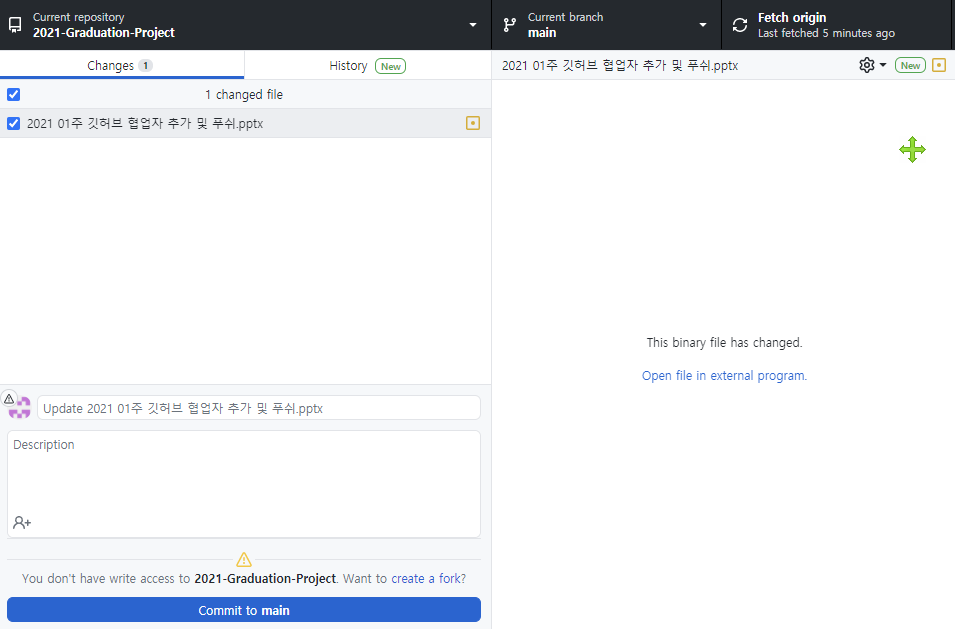 Current repository
2021-Graduation-Project
Current branch
main
Fetch origin
Last fetched 5 minutes ago
Changes 1
History New
2021 01주 깃허브 협업자 추가 및 푸쉬.pptx
New
1 changed file
2021 01주 깃허브 협업자 추가 및 푸쉬.pptx
This binary file has changed.
Open file in external program.
Update 2021 01주 깃허브 협업자 추가 및 푸쉬.pptx
Description
You don't have write access to 2021-Graduation-Project. Want to create a fork?
Commit to main